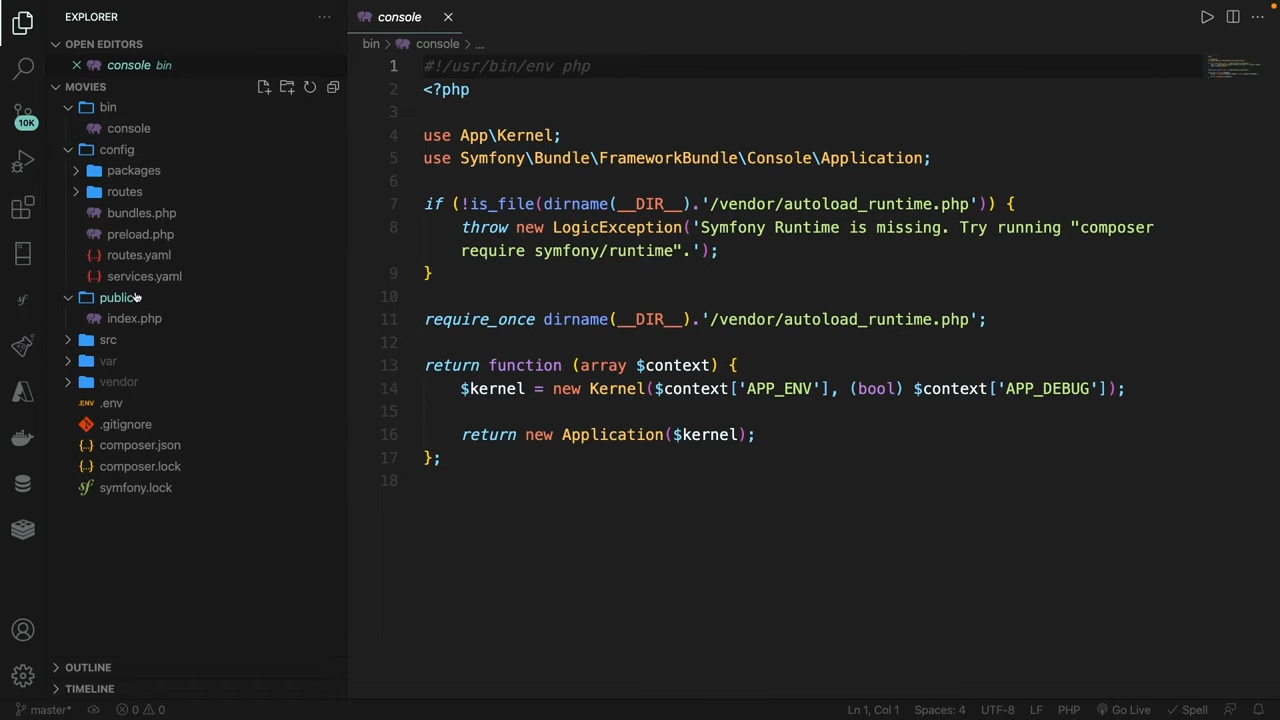 EXPLORER
OPEN EDITORS
console bin
MOVIES
bin
console
config
packages
routes
bundles.php
preload.php
routes.yaml
services.yaml
public
index.php
src
var
vendor
.ENV .env
.gitignore
{..} composer.json
{..} composer.lock
sf symfony.lock
OUTLINE
TIMELINE
10K
sf
console
bin > console > ...
1 #!/usr/bin/env php
2 <?php
3
4 use App\Kernel;
5 use Symfony\Bundle\FrameworkBundle\Console\Application;
6
7 if (!is_file(dirname(__DIR__).'/vendor/autoload_runtime.php')) {
8 throw new LogicException('Symfony Runtime is missing. Try running "composer
require symfony/runtime".');
9 }
10
11 require_once dirname(__DIR__).'/vendor/autoload_runtime.php';
12
13 return function (array $context) {
14 $kernel = new Kernel($context['APP_ENV'], (bool) $context['APP_DEBUG']);
15
16 return new Application($kernel);
17 };
18
master* 0 0 Ln 1, Col 1 Spaces: 4 UTF-8 LF PHP Go Live Spell